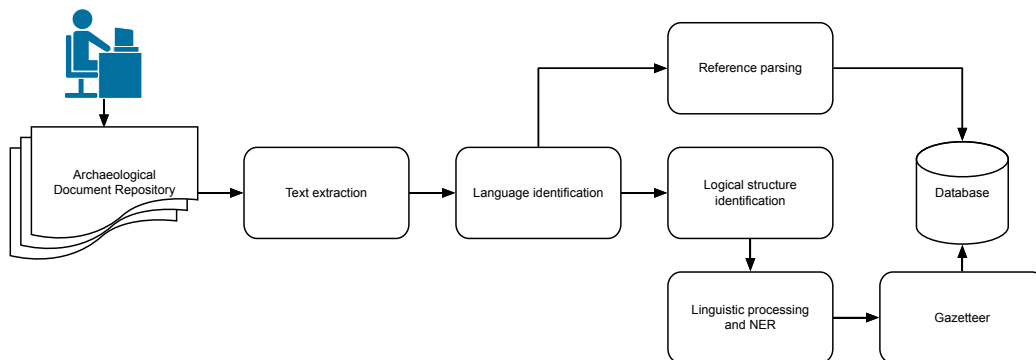 Reference parsing
Archaeological
Document Repository
Text extraction
Language identification
Logical structure
identification
Database
Linguistic processing
and NER
Gazetteer